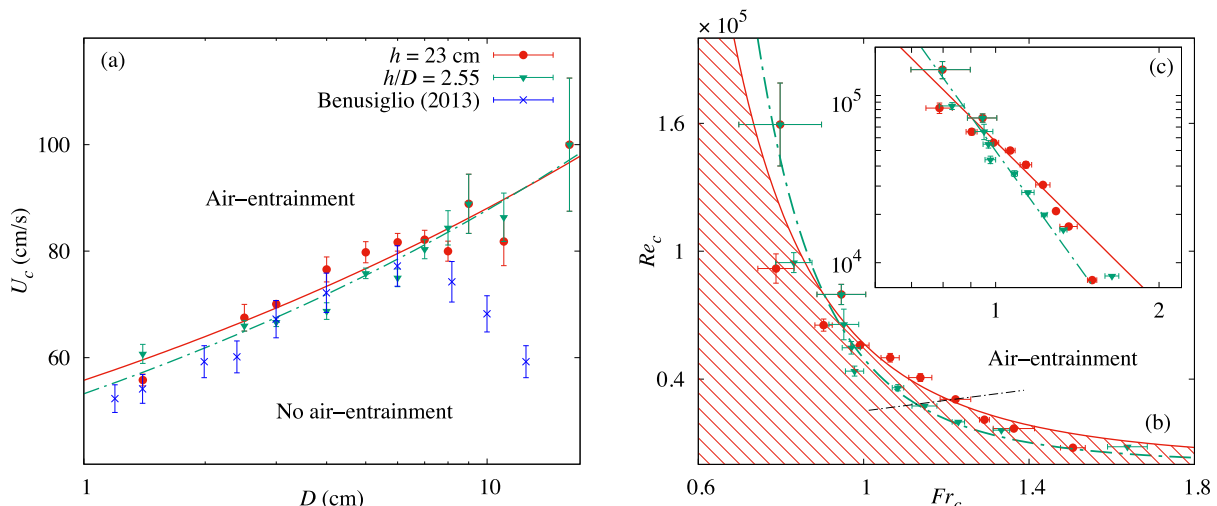 (a)
h = 23 cm
h/D = 2.55
Benusiglio (2013)
Air−entrainment
No air−entrainment
U_c (cm/s)
100
80
60
1
10
D (cm)
× 10^5
1.6
1
0.4
Re_c
0.6
1
1.4
1.8
Fr_c
Air−entrainment
(b)
(c)
10^5
10^4
1
2